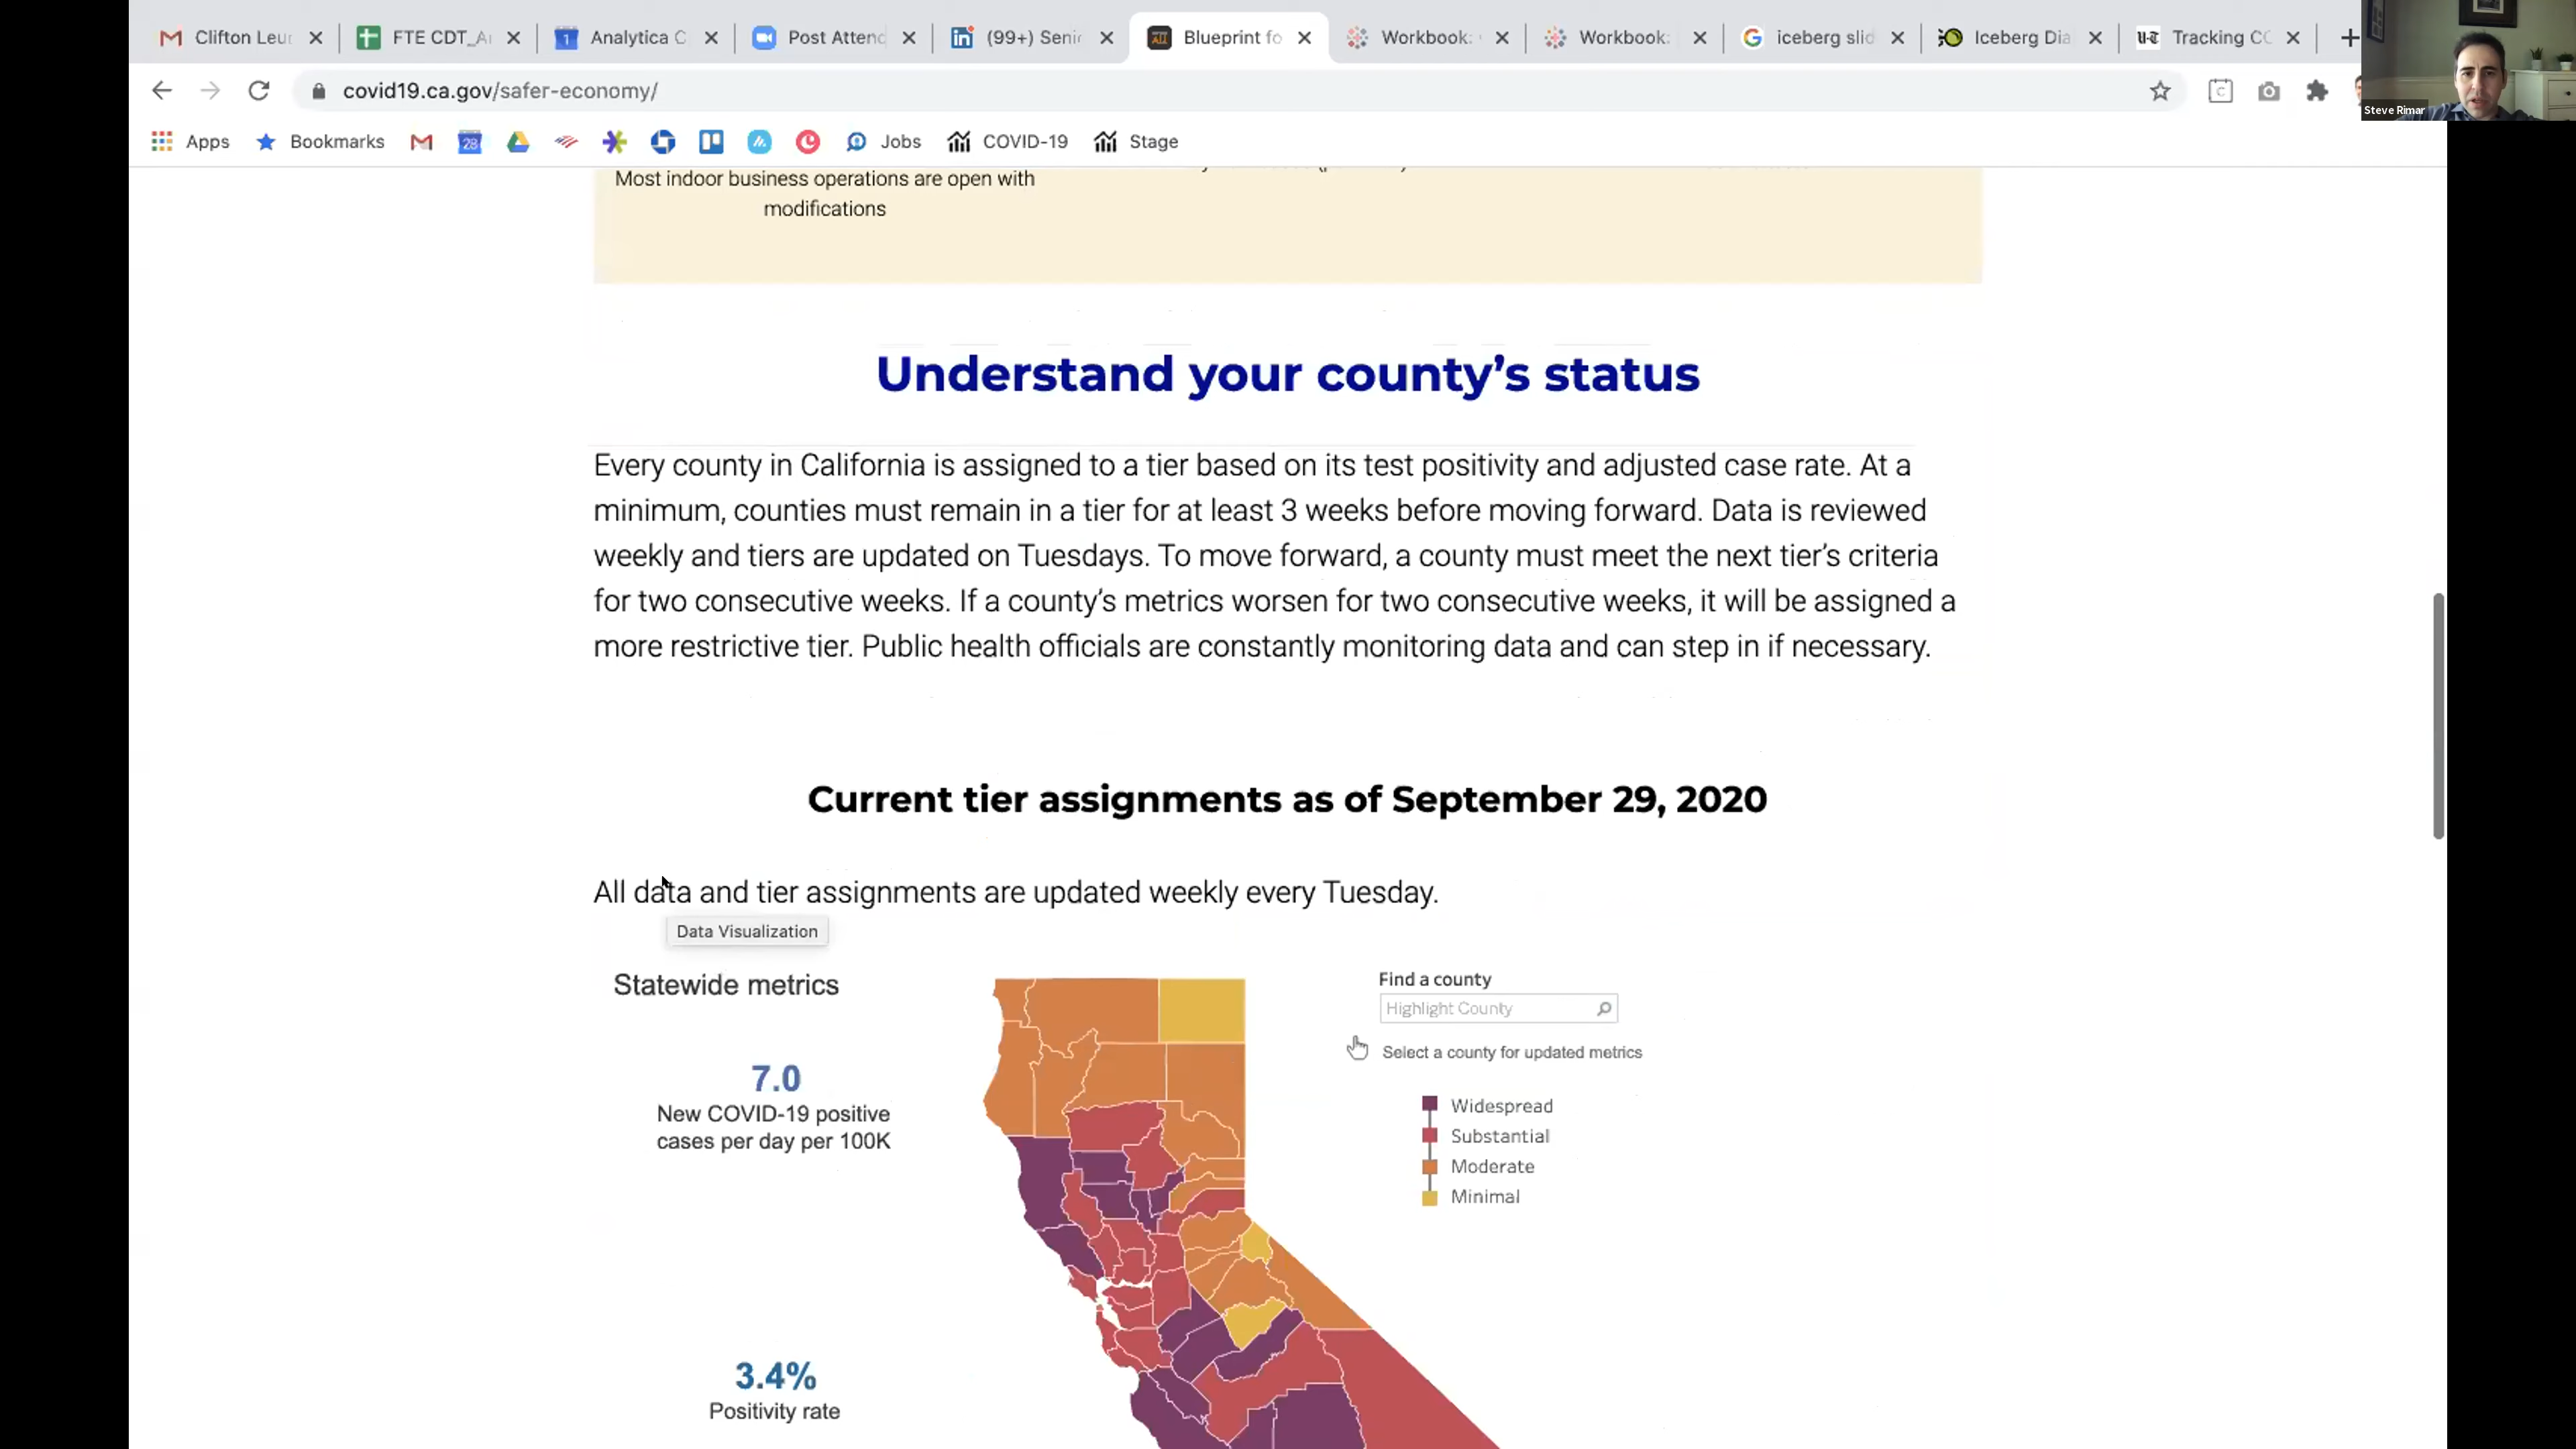 Clifton Leu
FTE CDT_A
Analytica C
Post Attend
(99+) Seni
Blueprint fo
Workbook:
Workbook:
iceberg slid
Iceberg Dia
Tracking CO
covid19.ca.gov/safer-economy/
Steve Rimar
Apps
Bookmarks
28
Jobs
COVID-19
Stage
Most indoor business operations are open with
modifications
Understand your county’s status
Every county in California is assigned to a tier based on its test positivity and adjusted case rate. At a
minimum, counties must remain in a tier for at least 3 weeks before moving forward. Data is reviewed
weekly and tiers are updated on Tuesdays. To move forward, a county must meet the next tier’s criteria
for two consecutive weeks. If a county’s metrics worsen for two consecutive weeks, it will be assigned a
more restrictive tier. Public health officials are constantly monitoring data and can step in if necessary.
Current tier assignments as of September 29, 2020
All data and tier assignments are updated weekly every Tuesday.
Data Visualization
Statewide metrics
7.0
New COVID-19 positive
cases per day per 100K
3.4%
Positivity rate
Find a county
Highlight County
Select a county for updated metrics
Widespread
Substantial
Moderate
Minimal